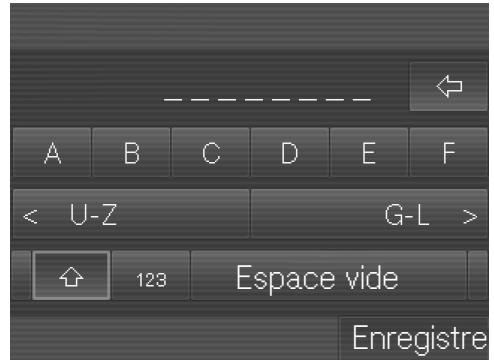 _ _ _ _ _ _ _ _
A B C D E F
< U-Z G-L >
123 Espace vide
Enregistre